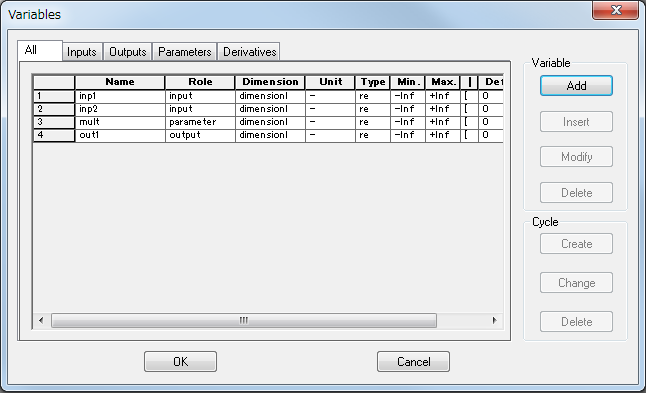 Variables
All Inputs Outputs Parameters Derivatives
Name Role Dimension Unit Type Min. Max. | Def
1 inp1 input dimensionl - re -Inf +Inf [ 0
2 inp2 input dimensionl - re -Inf +Inf [ 0
3 mult parameter dimensionl - re -Inf +Inf [ 0
4 out1 output dimensionl - re -Inf +Inf [ 0
Variable
Add
Insert
Modify
Delete
Cycle
Create
Change
Delete
OK Cancel